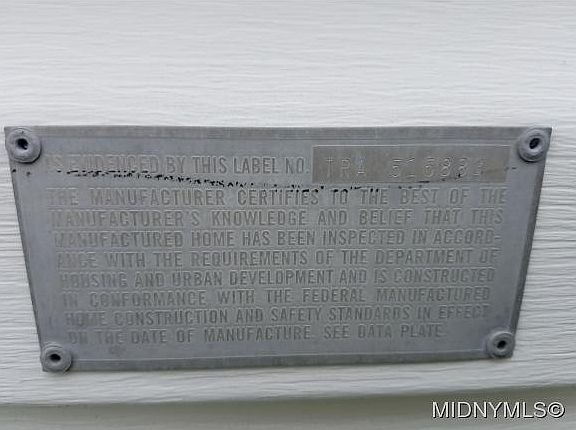 AS EVIDENCED BY THIS LABEL NO. TRA
THE MANUFACTURER CERTIFIES TO THE BEST OF THE
MANUFACTURER'S KNOWLEDGE AND BELIEF THAT THIS
MANUFACTURED HOME HAS BEEN INSPECTED IN ACCORD-
ANCE WITH THE REQUIREMENTS OF THE DEPARTMENT OF
HOUSING AND URBAN DEVELOPMENT AND IS CONSTRUCTED
IN CONFORMANCE WITH THE FEDERAL MANUFACTURED
HOME CONSTRUCTION AND SAFETY STANDARDS IN EFFECT
ON THE DATE OF MANUFACTURE. SEE DATA PLATE.
MIDNYMLS©